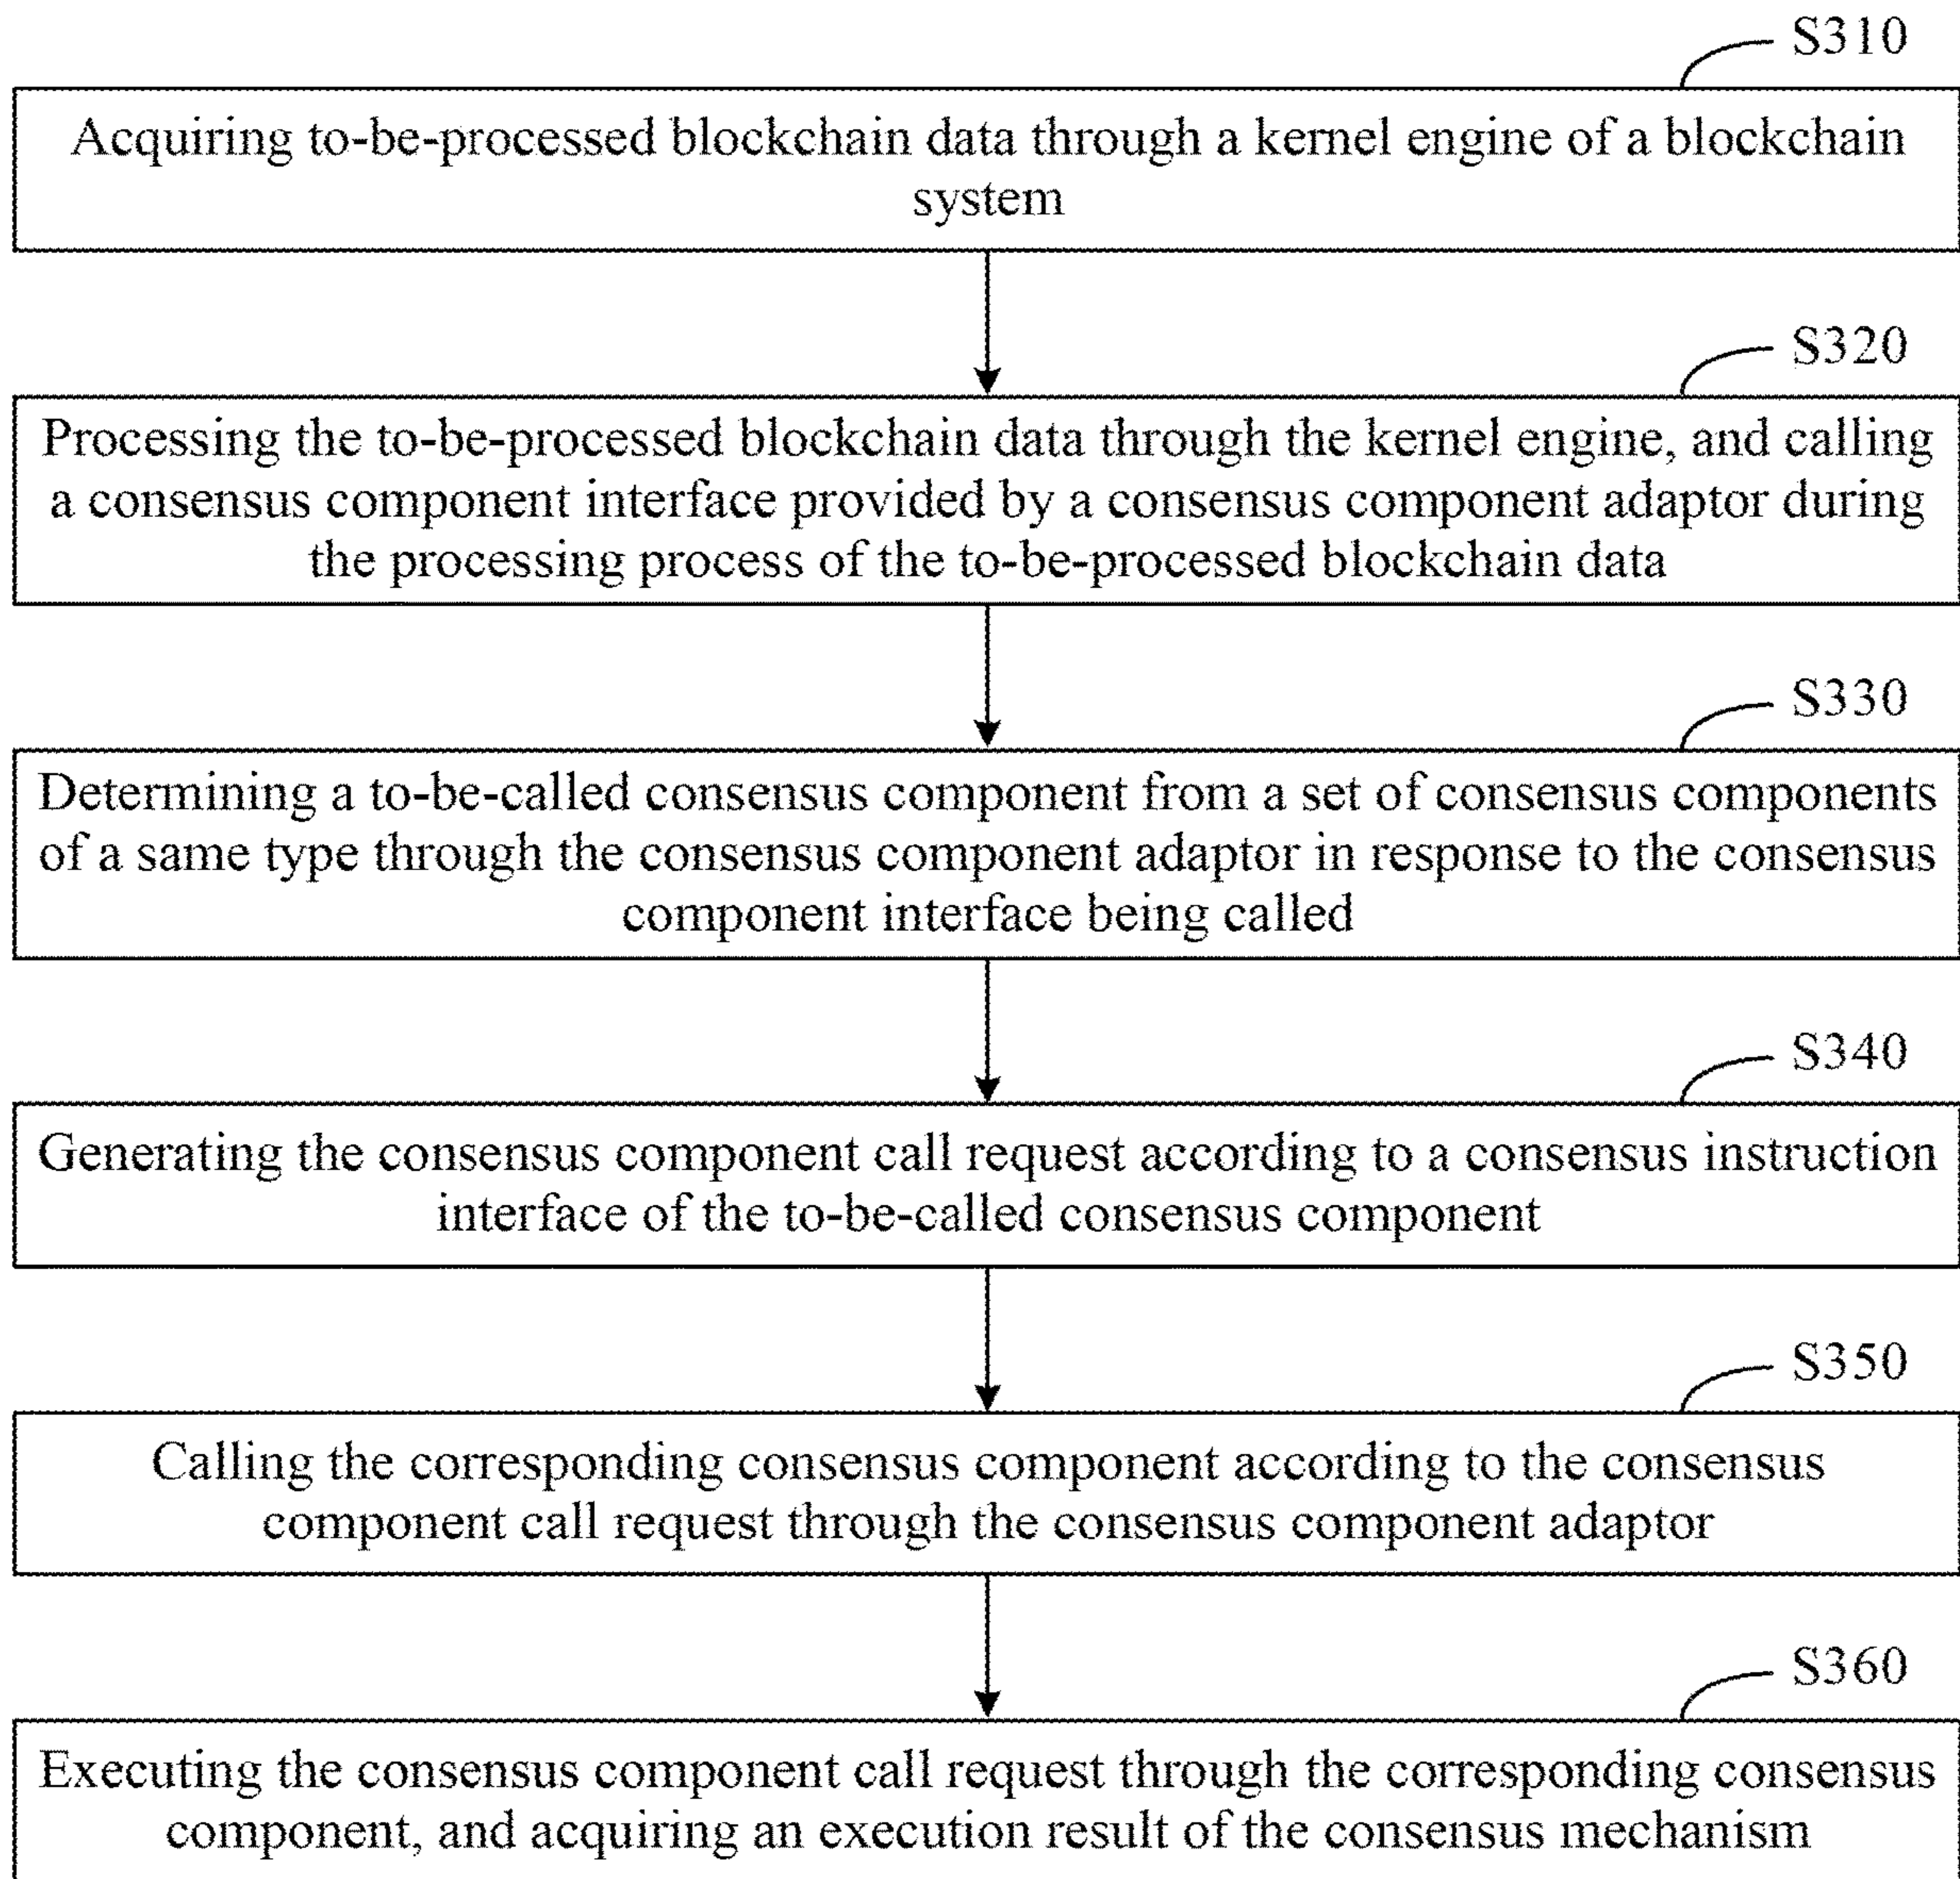 S310
Acquiring to-be-processed blockchain data through a kernel engine of a blockchain
system
S320
Processing the to-be-processed blockchain data through the kernel engine, and calling
a consensus component interface provided by a consensus component adaptor during
the processing process of the to-be-processed blockchain data
S330
Determining a to-be-called consensus component from a set of consensus components
of a same type through the consensus component adaptor in response to the consensus
component interface being called
S340
Generating the consensus component call request according to a consensus instruction
interface of the to-be-called consensus component
S350
Calling the corresponding consensus component according to the consensus
component call request through the consensus component adaptor
S360
Executing the consensus component call request through the corresponding consensus
component, and acquiring an execution result of the consensus mechanism